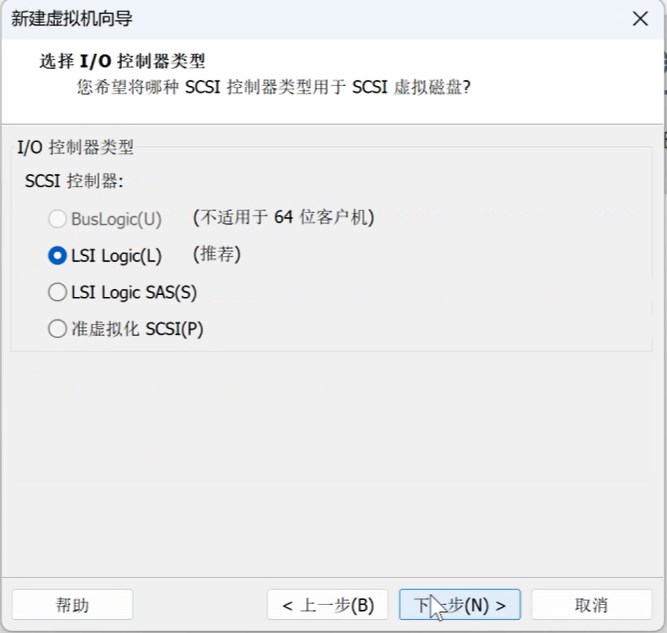 新建虚拟机向导
选择 I/O 控制器类型
您希望将哪种 SCSI 控制器类型用于 SCSI 虚拟磁盘?
I/O 控制器类型
SCSI 控制器:
BusLogic(U) (不适用于 64 位客户机)
LSI Logic(L) (推荐)
LSI Logic SAS(S)
准虚拟化 SCSI(P)
帮助 < 上一步(B) 下一步(N) > 取消